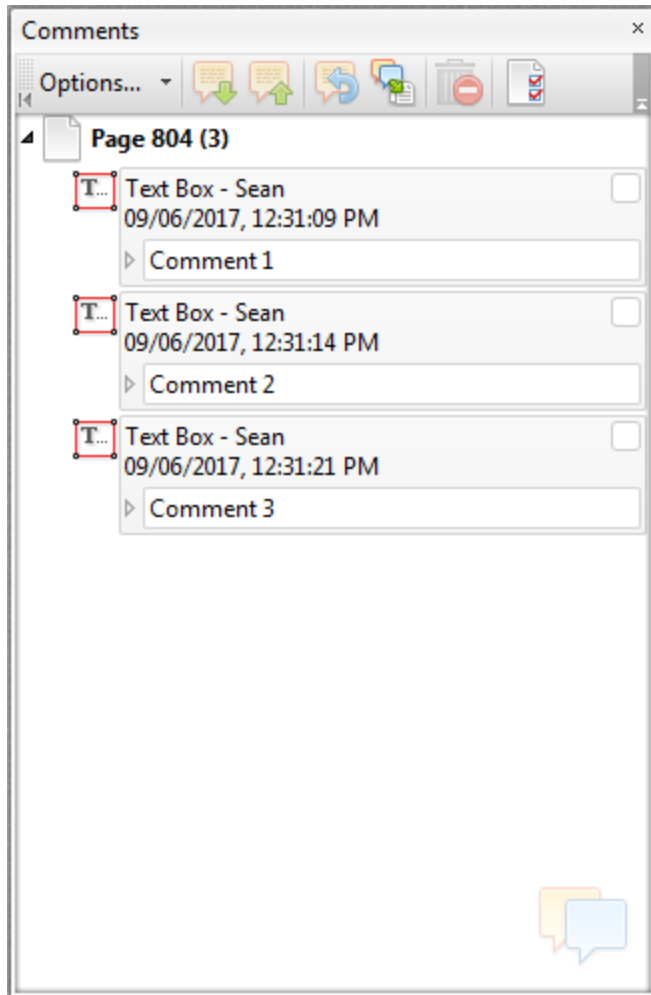 Comments
Options...
Page 804 (3)
T...
Text Box - Sean
09/06/2017, 12:31:09 PM
Comment 1
T...
Text Box - Sean
09/06/2017, 12:31:14 PM
Comment 2
T...
Text Box - Sean
09/06/2017, 12:31:21 PM
Comment 3